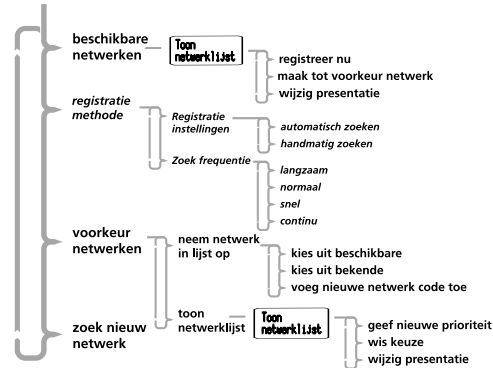 beschikbare
netwerken
Toon
netwerklijst
registreer nu
maak tot voorkeur netwerk
wijzig presentatie
registratie
methode
Registratie
instellingen
automatisch zoeken
handmatig zoeken
Zoek frequentie
langzaam
normaal
snel
continu
voorkeur
netwerken
neem netwerk
in lijst op
kies uit beschikbare
kies uit bekende
voeg nieuwe netwerk code toe
toon
netwerklijst
Toon
netwerklijst
geef nieuwe prioriteit
wis keuze
wijzig presentatie
zoek nieuw
netwerk